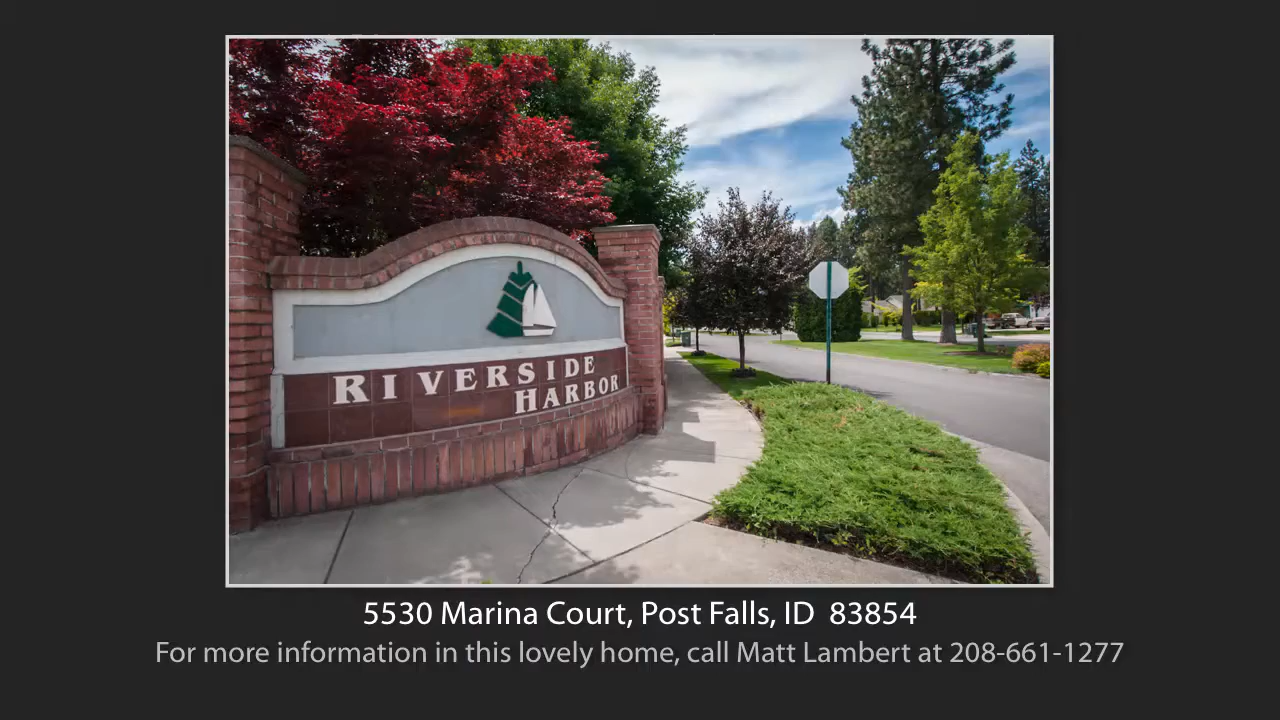 RIVERSIDE
HARBOR
5530 Marina Court, Post Falls, ID  83854
For more information in this lovely home, call Matt Lambert at 208-661-1277